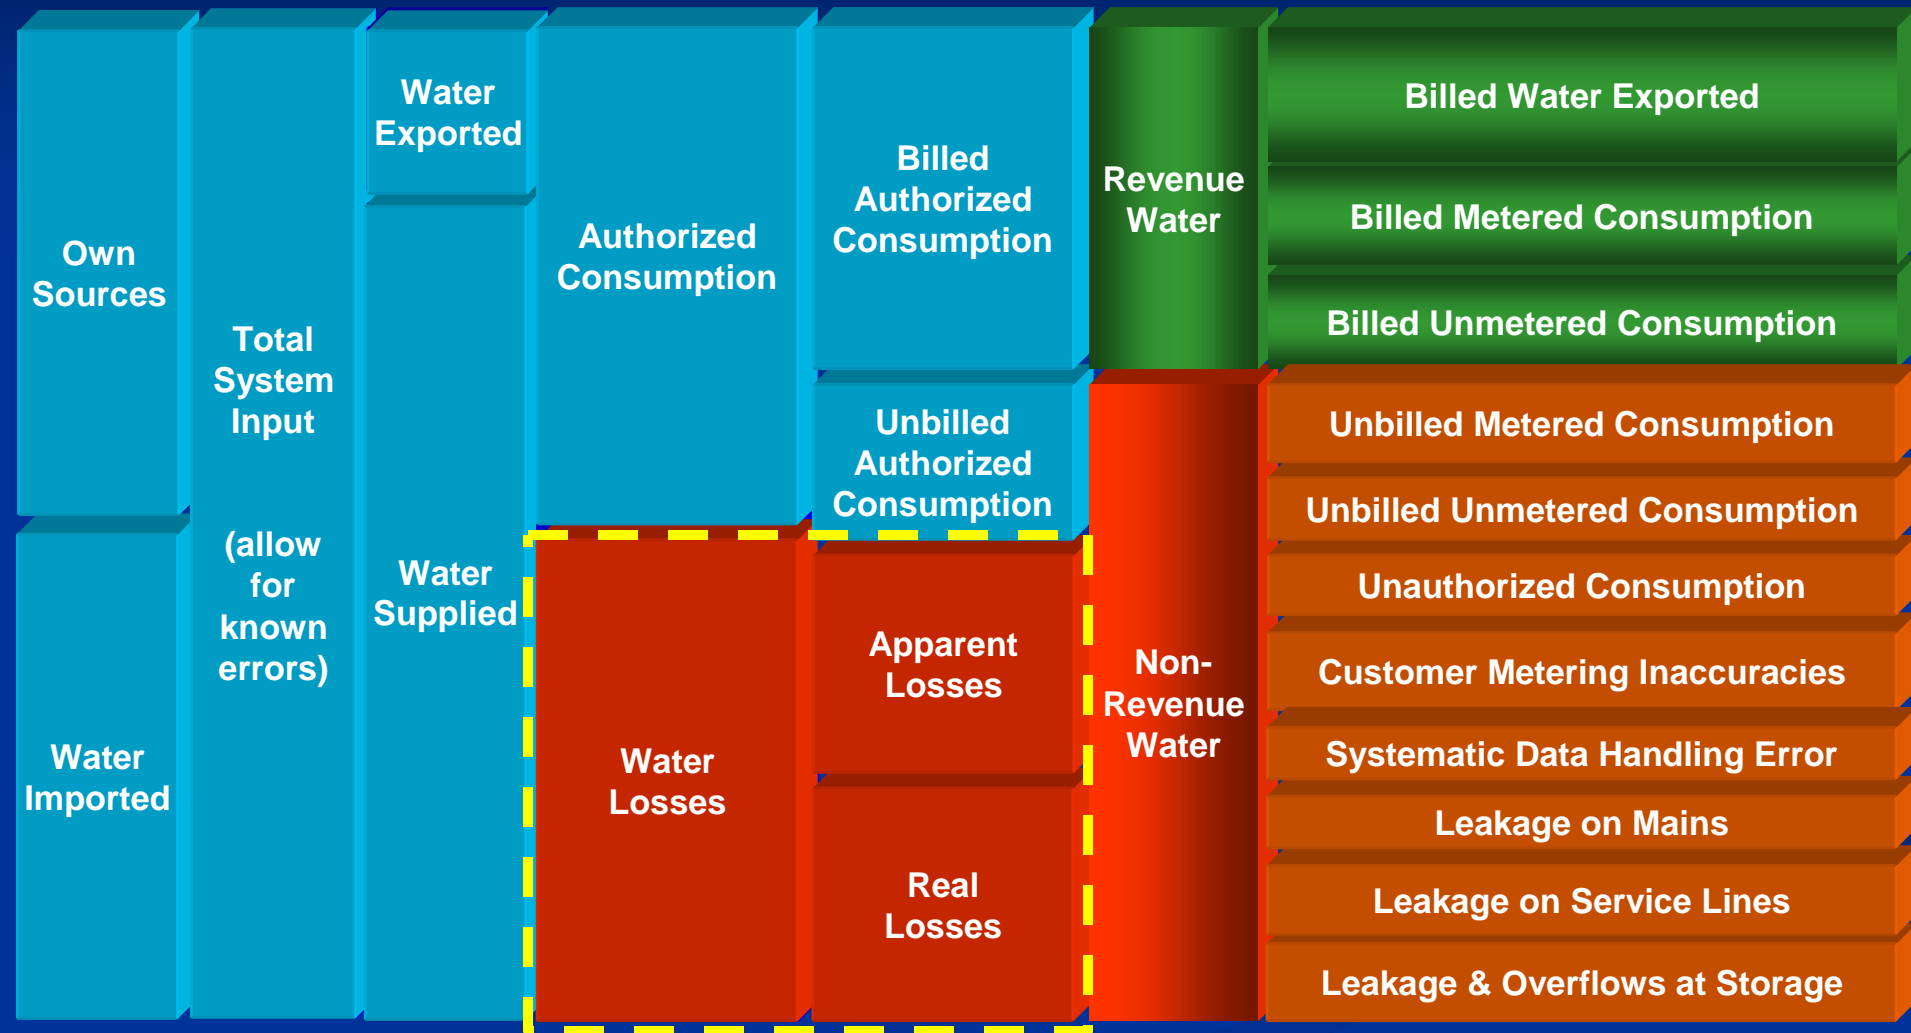 Own
Sources
Water
Imported
Total
System
Input
(allow
for
known
errors)
Water
Exported
Water
Supplied
Authorized
Consumption
Water
Losses
Billed
Authorized
Consumption
Unbilled
Authorized
Consumption
Apparent
Losses
Real
Losses
Revenue
Water
Non-
Revenue
Water
Billed Water Exported
Billed Metered Consumption
Billed Unmetered Consumption
Unbilled Metered Consumption
Unbilled Unmetered Consumption
Unauthorized Consumption
Customer Metering Inaccuracies
Systematic Data Handling Error
Leakage on Mains
Leakage on Service Lines
Leakage & Overflows at Storage